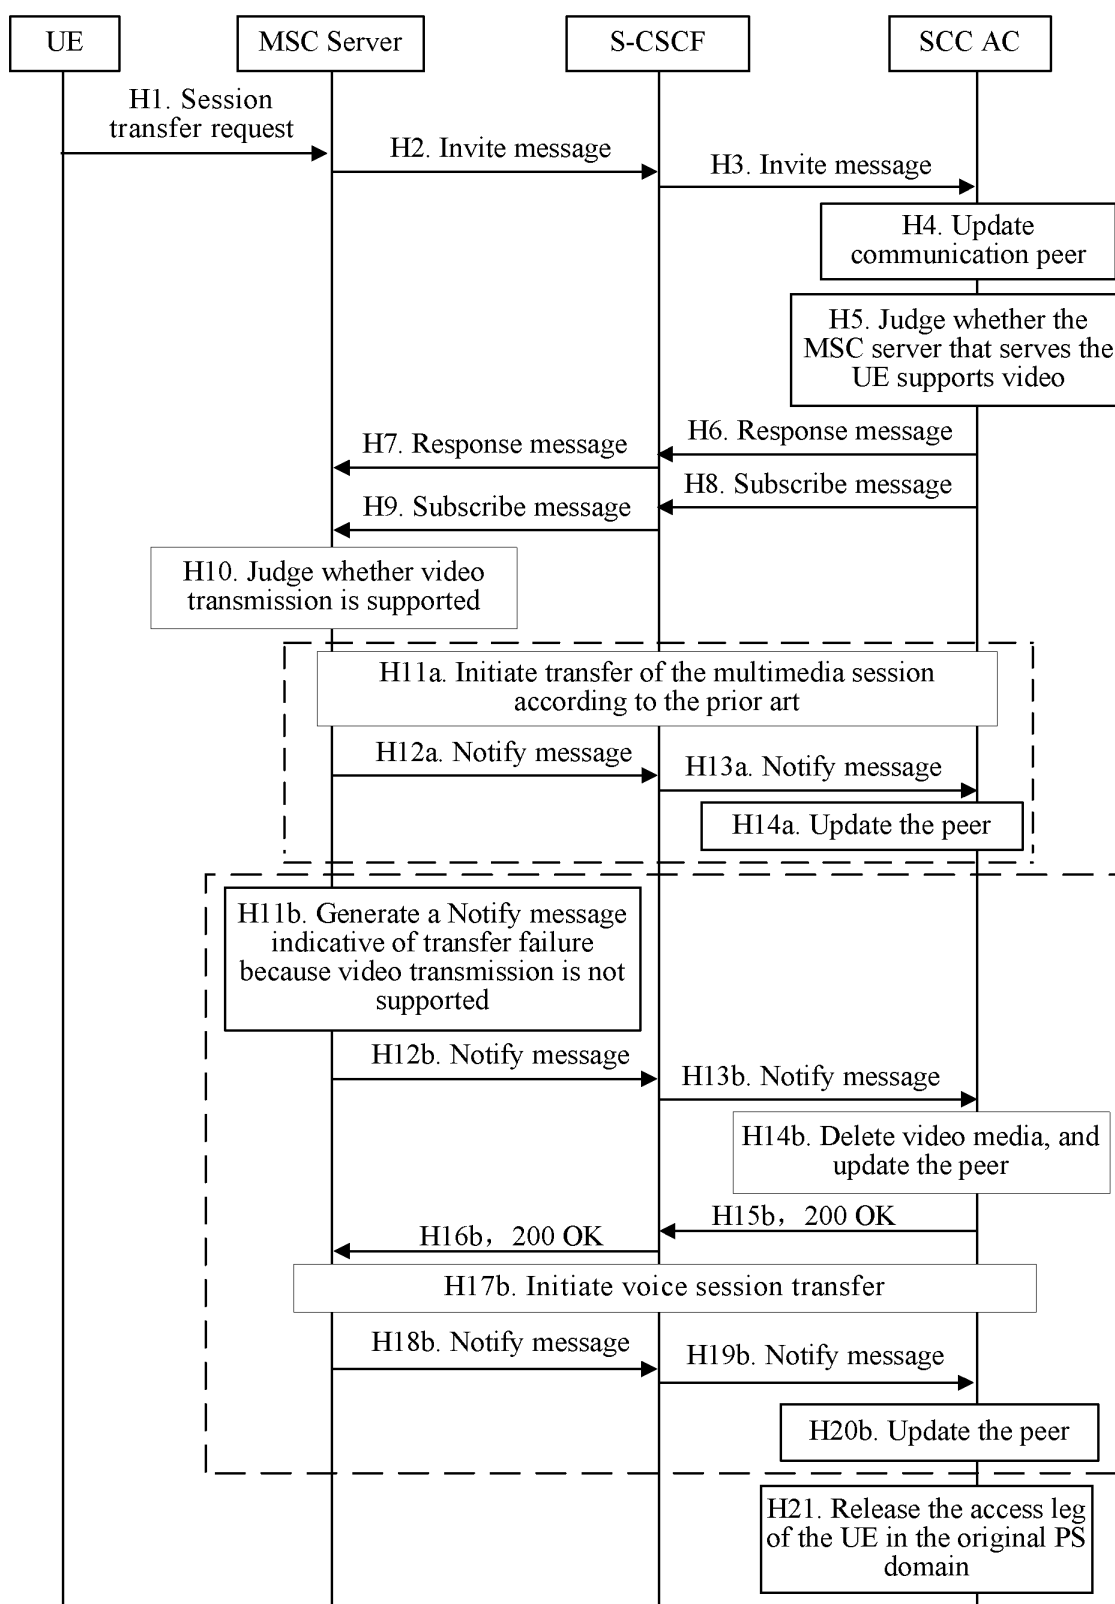 UE
MSC Server
S-CSCF
SCC AC
H1. Session
transfer request
H2. Invite message
H3. Invite message
H4. Update
communication peer
H5. Judge whether the
MSC server that serves the
UE supports video
H6. Response message
H7. Response message
H8. Subscribe message
H9. Subscribe message
H10. Judge whether video
transmission is supported
H11a. Initiate transfer of the multimedia session
according to the prior art
H12a. Notify message
H13a. Notify message
H14a. Update the peer
H11b. Generate a Notify message
indicative of transfer failure
because video transmission is not
supported
H12b. Notify message
H13b. Notify message
H14b. Delete video media, and
update the peer
H15b，200 OK
H16b，200 OK
H17b. Initiate voice session transfer
H18b. Notify message
H19b. Notify message
H20b. Update the peer
H21. Release the access leg
of the UE in the original PS
domain